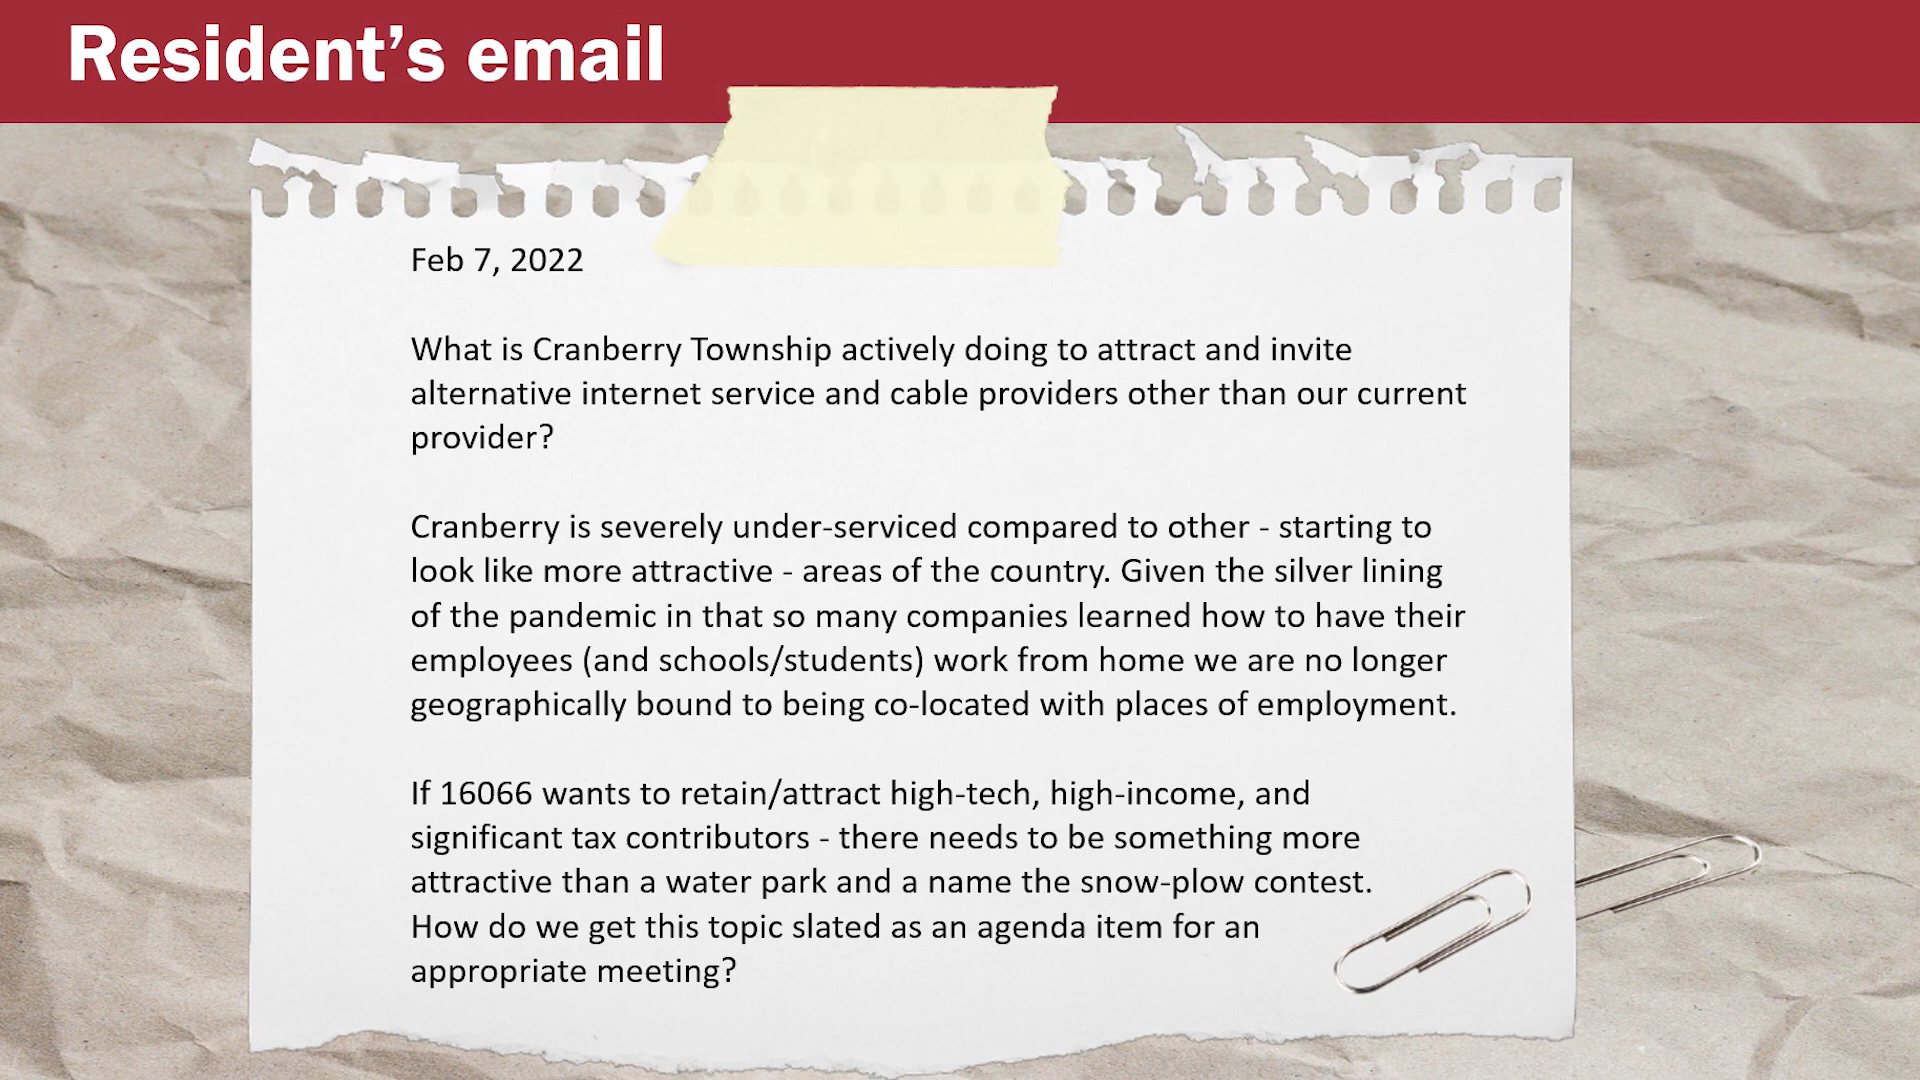 Resident’s email
Feb 7, 2022
What is Cranberry Township actively doing to attract and invite
alternative internet service and cable providers other than our current
provider?
Cranberry is severely under-serviced compared to other - starting to
look like more attractive - areas of the country. Given the silver lining
of the pandemic in that so many companies learned how to have their
employees (and schools/students) work from home we are no longer
geographically bound to being co-located with places of employment.
If 16066 wants to retain/attract high-tech, high-income, and
significant tax contributors - there needs to be something more
attractive than a water park and a name the snow-plow contest.
How do we get this topic slated as an agenda item for an
appropriate meeting?